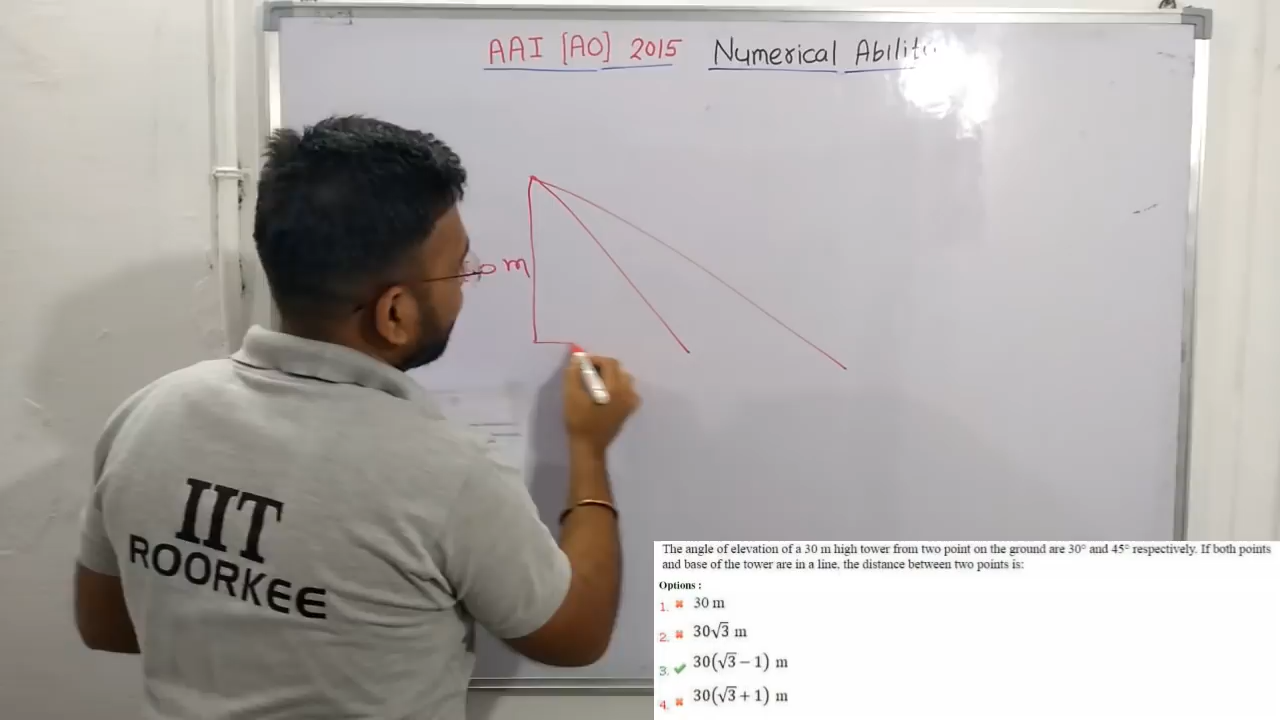 AAI [AO] 2015 Numerical Ability
0 m
IIT
ROORKEE
The angle of elevation of a 30 m high tower from two point on the ground are 30° and 45° respectively. If both points
and base of the tower are in a line, the distance between two points is:
Options :
1. 30 m
2. 30√3 m
3. 30(√3 − 1) m
4. 30(√3 + 1) m